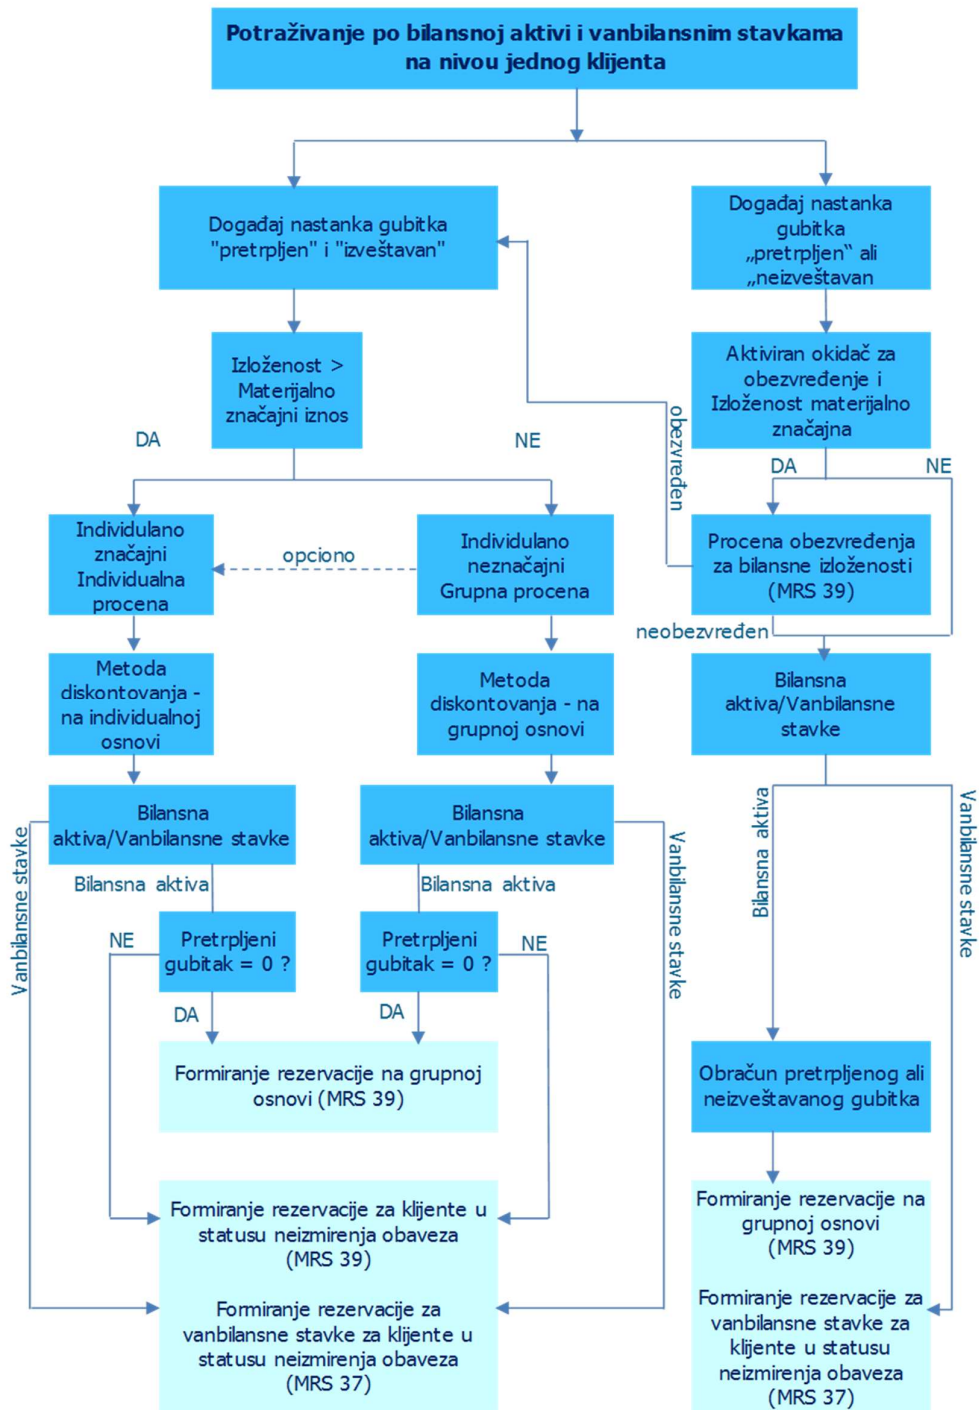 Potraživanje po bilansnoj aktivi i vanbilansnim stavkama
na nivou jednog klijenta
Događaj nastanka gubitka
"pretrpljen" i "izveštavan"
Događaj nastanka
gubitka
„pretrpljen“ ali
„neizveštavan
Izloženost >
Materijalno
značajni iznos
Aktiviran okidač za
obezvređenje i
Izloženost materijalno
značajna
DA
NE
obezvređen
DA
NE
Individulano
značajni
Individualna
procena
opciono
Individulano
neznačajni
Grupna procena
Procena obezvređenja
za bilansne izloženosti
(MRS 39)
neobezvređen
Metoda
diskontovanja -
na individualnoj
osnovi
Metoda
diskontovanja - na
grupnoj osnovi
Bilansna
aktiva/Vanbilansne
stavke
Bilansna
aktiva/Vanbilansne stavke
Bilansna
aktiva/Vanbilansne stavke
Vanbilansne stavke
Bilansna aktiva
Bilansna aktiva
Vanbilansne stavke
Bilansna aktiva
Vanbilansne stavke
NE
Pretrpljeni
gubitak = 0 ?
Pretrpljeni
gubitak = 0 ?
NE
DA
DA
Formiranje rezervacije na grupnoj
osnovi (MRS 39)
Obračun pretrpljenog ali
neizveštavanog gubitka
Formiranje rezervacije za klijente u
statusu neizmirenja obaveza
(MRS 39)
Formiranje rezervacije za
vanbilansne stavke za klijente u
statusu neizmirenja obaveza
(MRS 37)
Formiranje rezervacije na
grupnoj osnovi
(MRS 39)
Formiranje rezervacije za
vanbilansne stavke za
klijente u statusu
neizmirenja obaveza
(MRS 37)